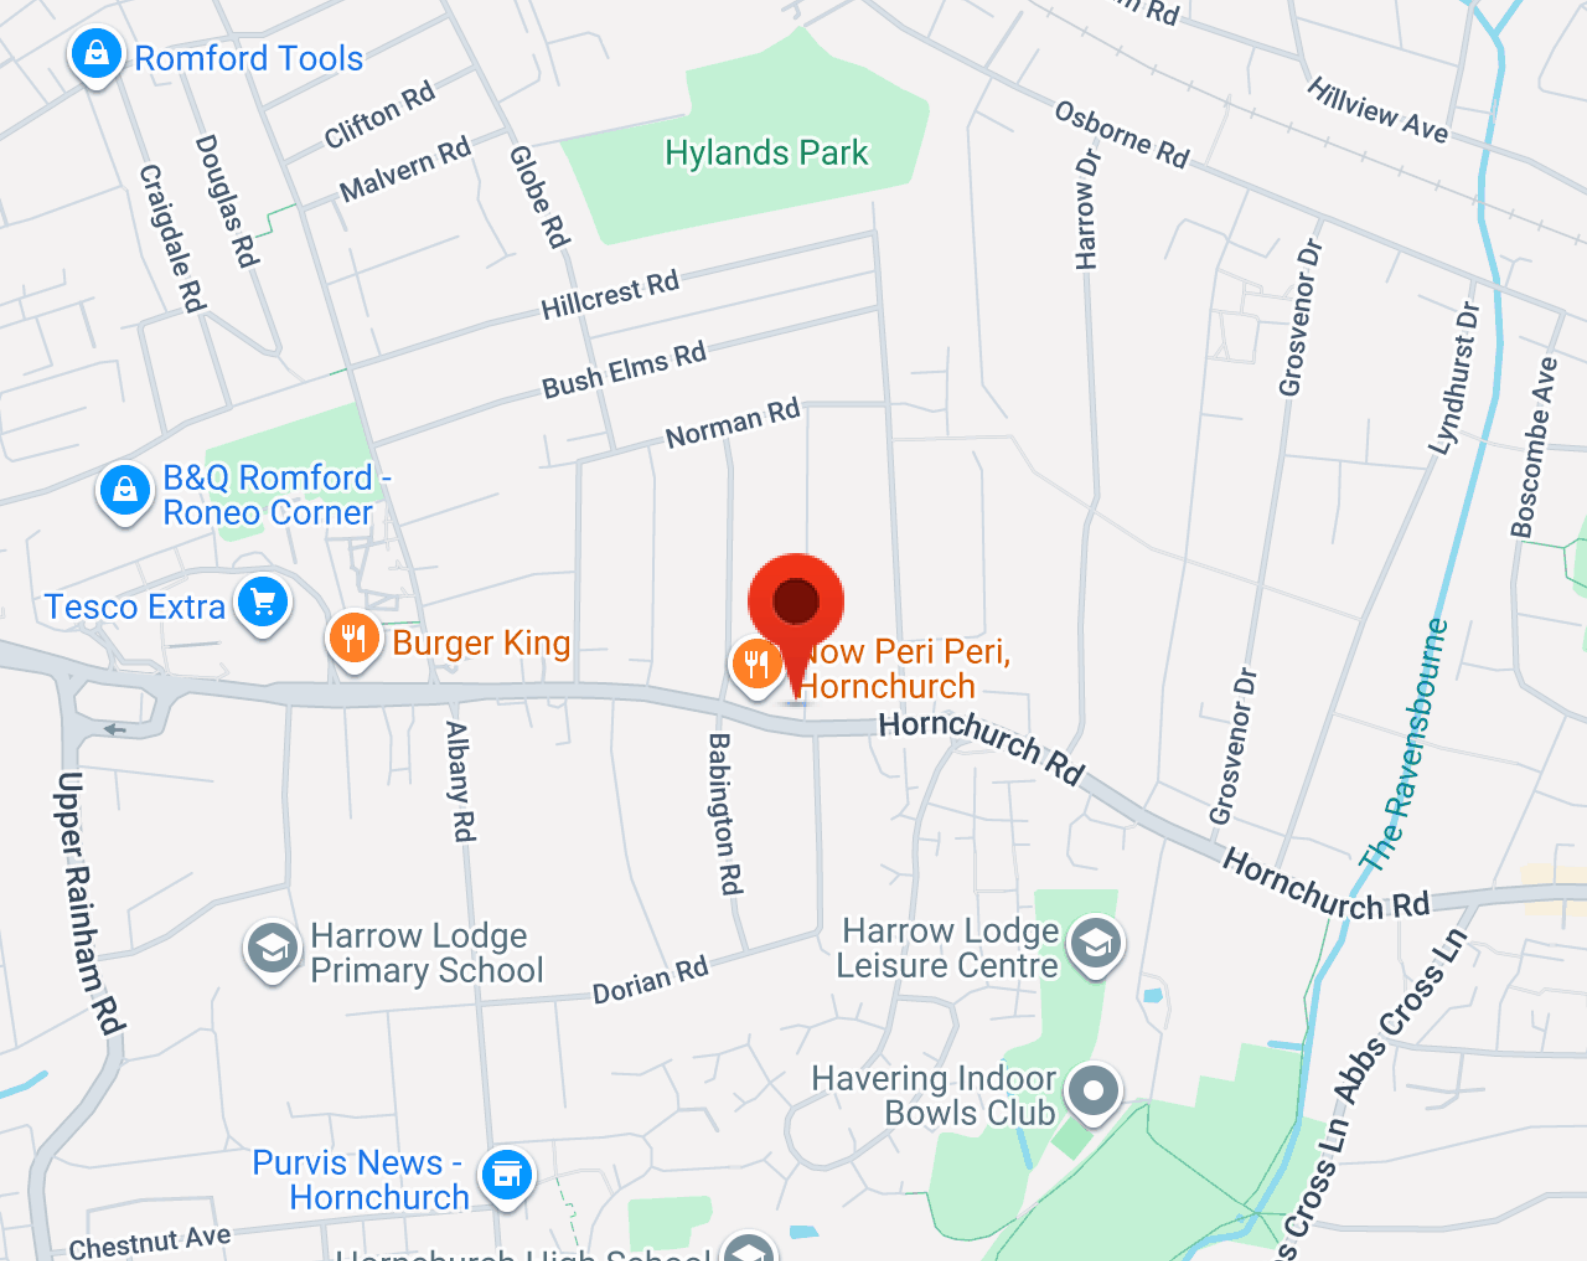 Rd
Romford Tools
Clifton Rd
Malvern Rd
Douglas Rd
Craigdale Rd
Globe Rd
Hylands Park
Osborne Rd
Hillview Ave
Harrow Dr
Grosvenor Dr
Lyndhurst Dr
Boscombe Ave
Hillcrest Rd
Bush Elms Rd
Norman Rd
B&Q Romford -
Roneo Corner
Tesco Extra
Burger King
Peri Peri,
Hornchurch
Hornchurch Rd
Albany Rd
Babington Rd
Grosvenor Dr
The Ravensbourne
Upper Rainham Rd
Hornchurch Rd
Harrow Lodge
Primary School
Harrow Lodge
Leisure Centre
Dorian Rd
Abbs Cross Ln
Havering Indoor
Bowls Club
Cross Ln
Purvis News -
Hornchurch
Chestnut Ave
Hornchurch High School